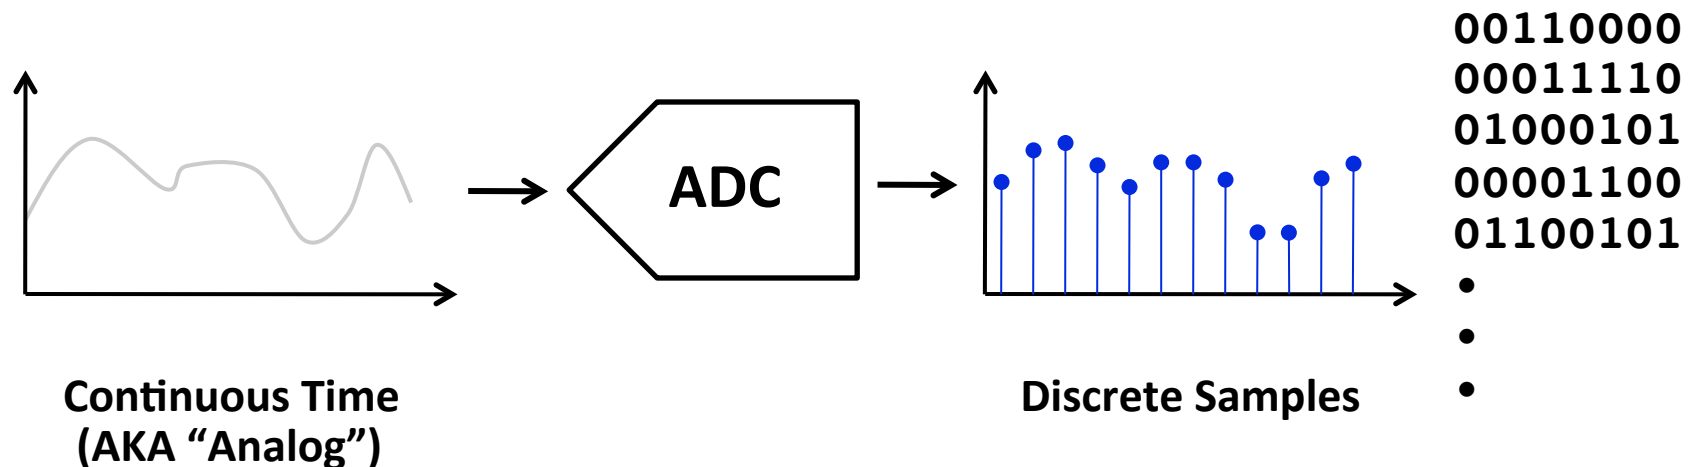 Continuous Time
(AKA “Analog”)
ADC
Discrete Samples
00110000
00011110
01000101
00001100
01100101
•
•
•